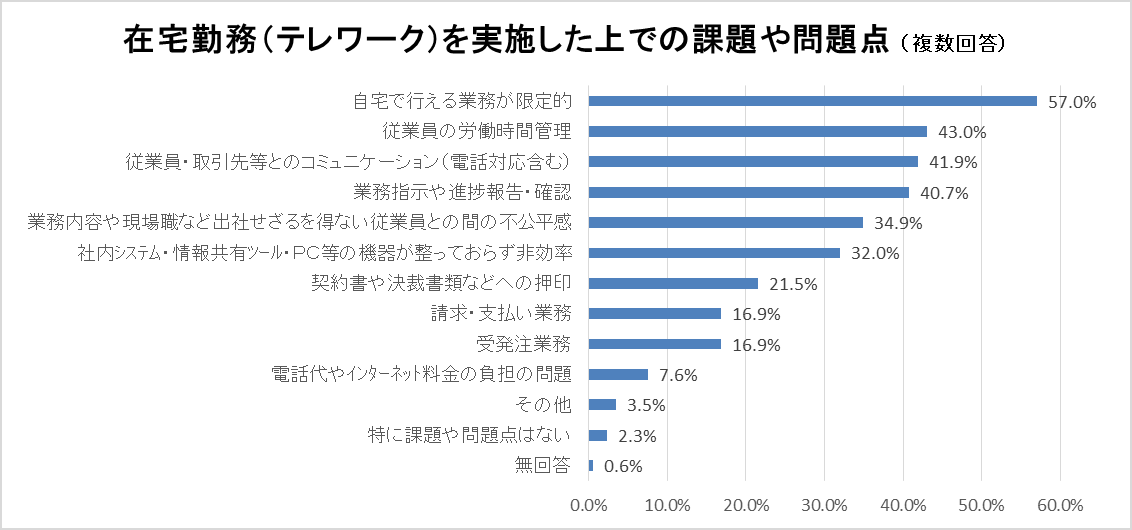 在宅勤務(テレワーク)を実施した上での課題や問題点 (複数回答)
自宅で行える業務が限定的 57.0%
従業員の労働時間管理 43.0%
従業員・取引先等とのコミュニケーション(電話対応含む) 41.9%
業務指示や進捗報告・確認 40.7%
業務内容や現場職など出社せざるを得ない従業員との間の不公平感 34.9%
社内ｼｽﾃﾑ・情報共有ﾂｰﾙ・PC等の機器が整っておらず非効率 32.0%
契約書や決裁書類などへの押印 21.5%
請求・支払い業務 16.9%
受発注業務 16.9%
電話代やｲﾝﾀｰﾈｯﾄ料金の負担の問題 7.6%
その他 3.5%
特に課題や問題点はない 2.3%
無回答 0.6%
0.0% 10.0% 20.0% 30.0% 40.0% 50.0% 60.0%